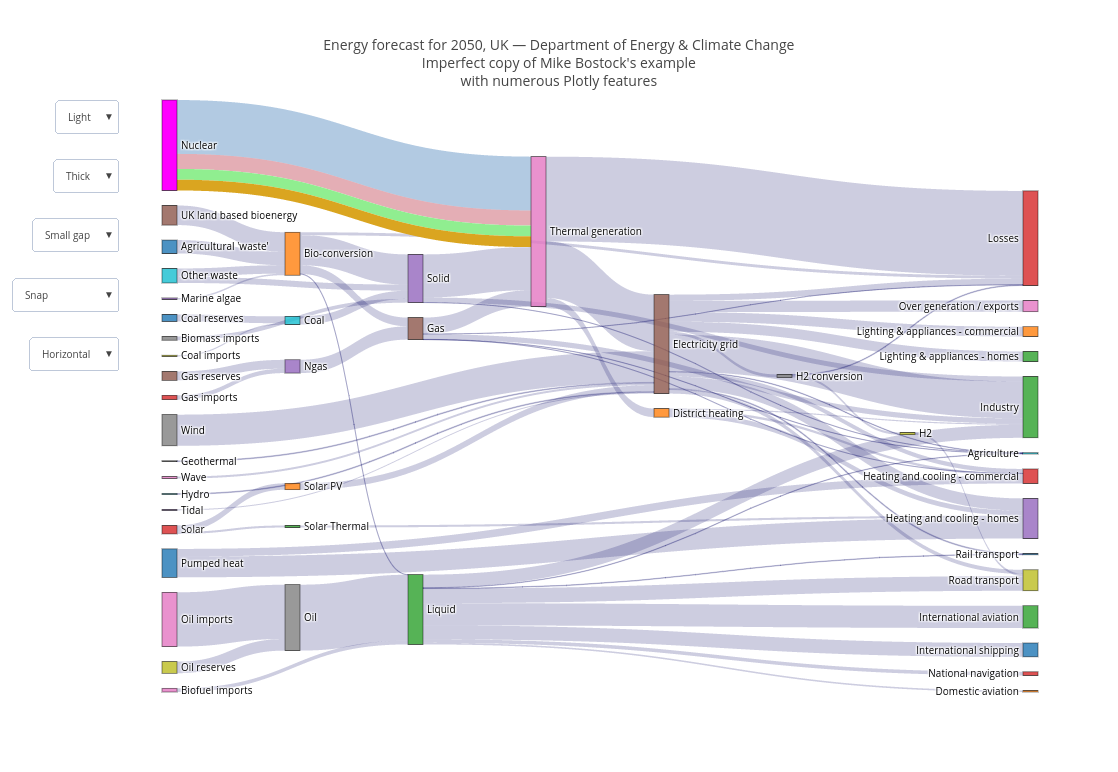 Energy forecast for 2050, UK — Department of Energy & Climate Change
Imperfect copy of Mike Bostock's example
with numerous Plotly features
Light ▼
Thick ▼
Small gap ▼
Snap ▼
Horizontal ▼
Nuclear
UK land based bioenergy
Agricultural 'waste'
Other waste
Marine algae
Coal reserves
Biomass imports
Coal imports
Gas reserves
Gas imports
Wind
Geothermal
Wave
Hydro
Tidal
Solar
Pumped heat
Oil imports
Oil reserves
Biofuel imports
Bio-conversion
Coal
Ngas
Solar PV
Solar Thermal
Oil
Solid
Gas
Liquid
Thermal generation
Electricity grid
District heating
H2 conversion
H2
Losses
Over generation / exports
Lighting & appliances - commercial
Lighting & appliances - homes
Industry
Agriculture
Heating and cooling - commercial
Heating and cooling - homes
Rail transport
Road transport
International aviation
International shipping
National navigation
Domestic aviation